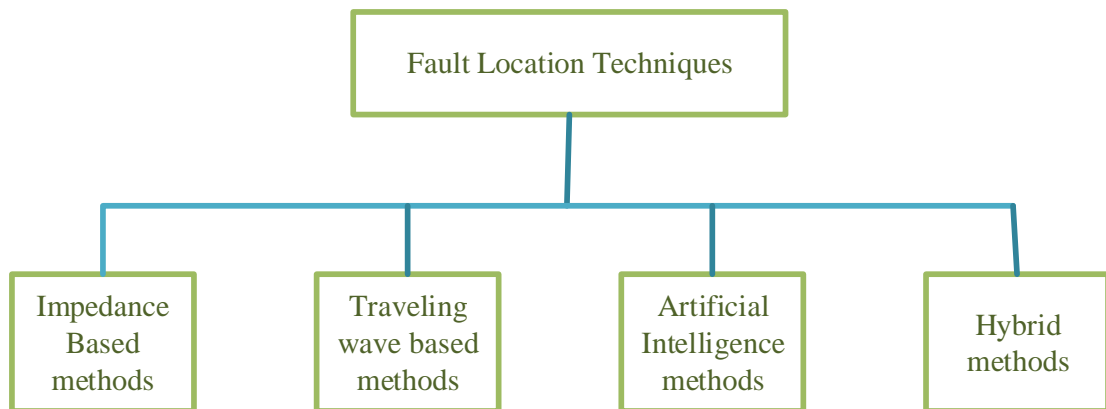 Fault Location Techniques
Impedance
Based
methods
Traveling
wave based
methods
Artificial
Intelligence
methods
Hybrid
methods